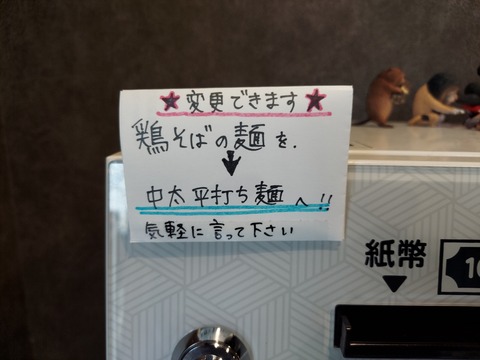 ★変更できます★
鶏そばの麺を.
↓
中太平打ち麺へ!!
気軽に言って下さい
紙幣
▼